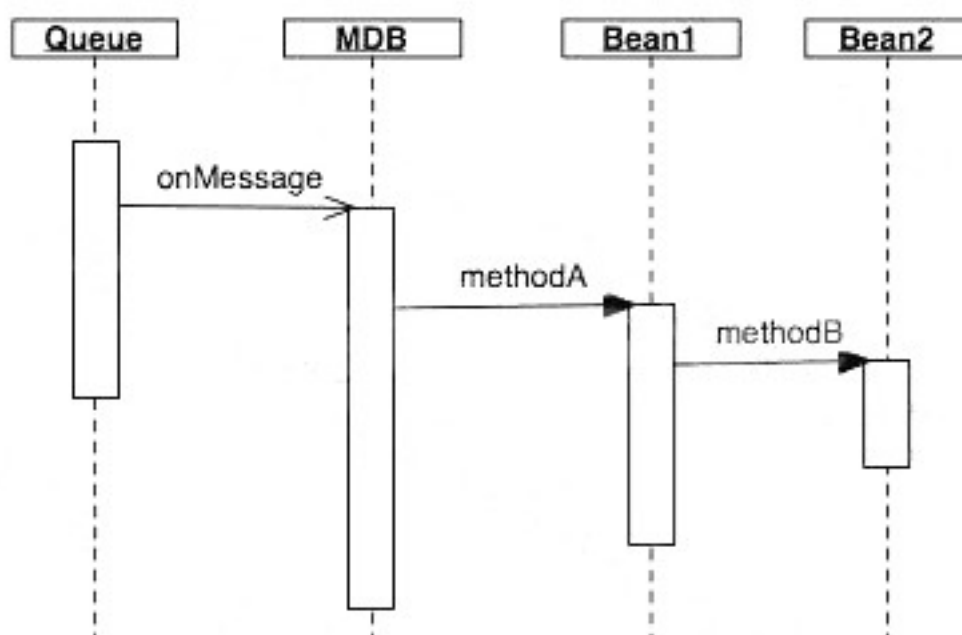 Queue
MDB
Bean1
Bean2
onMessage
methodA
methodB